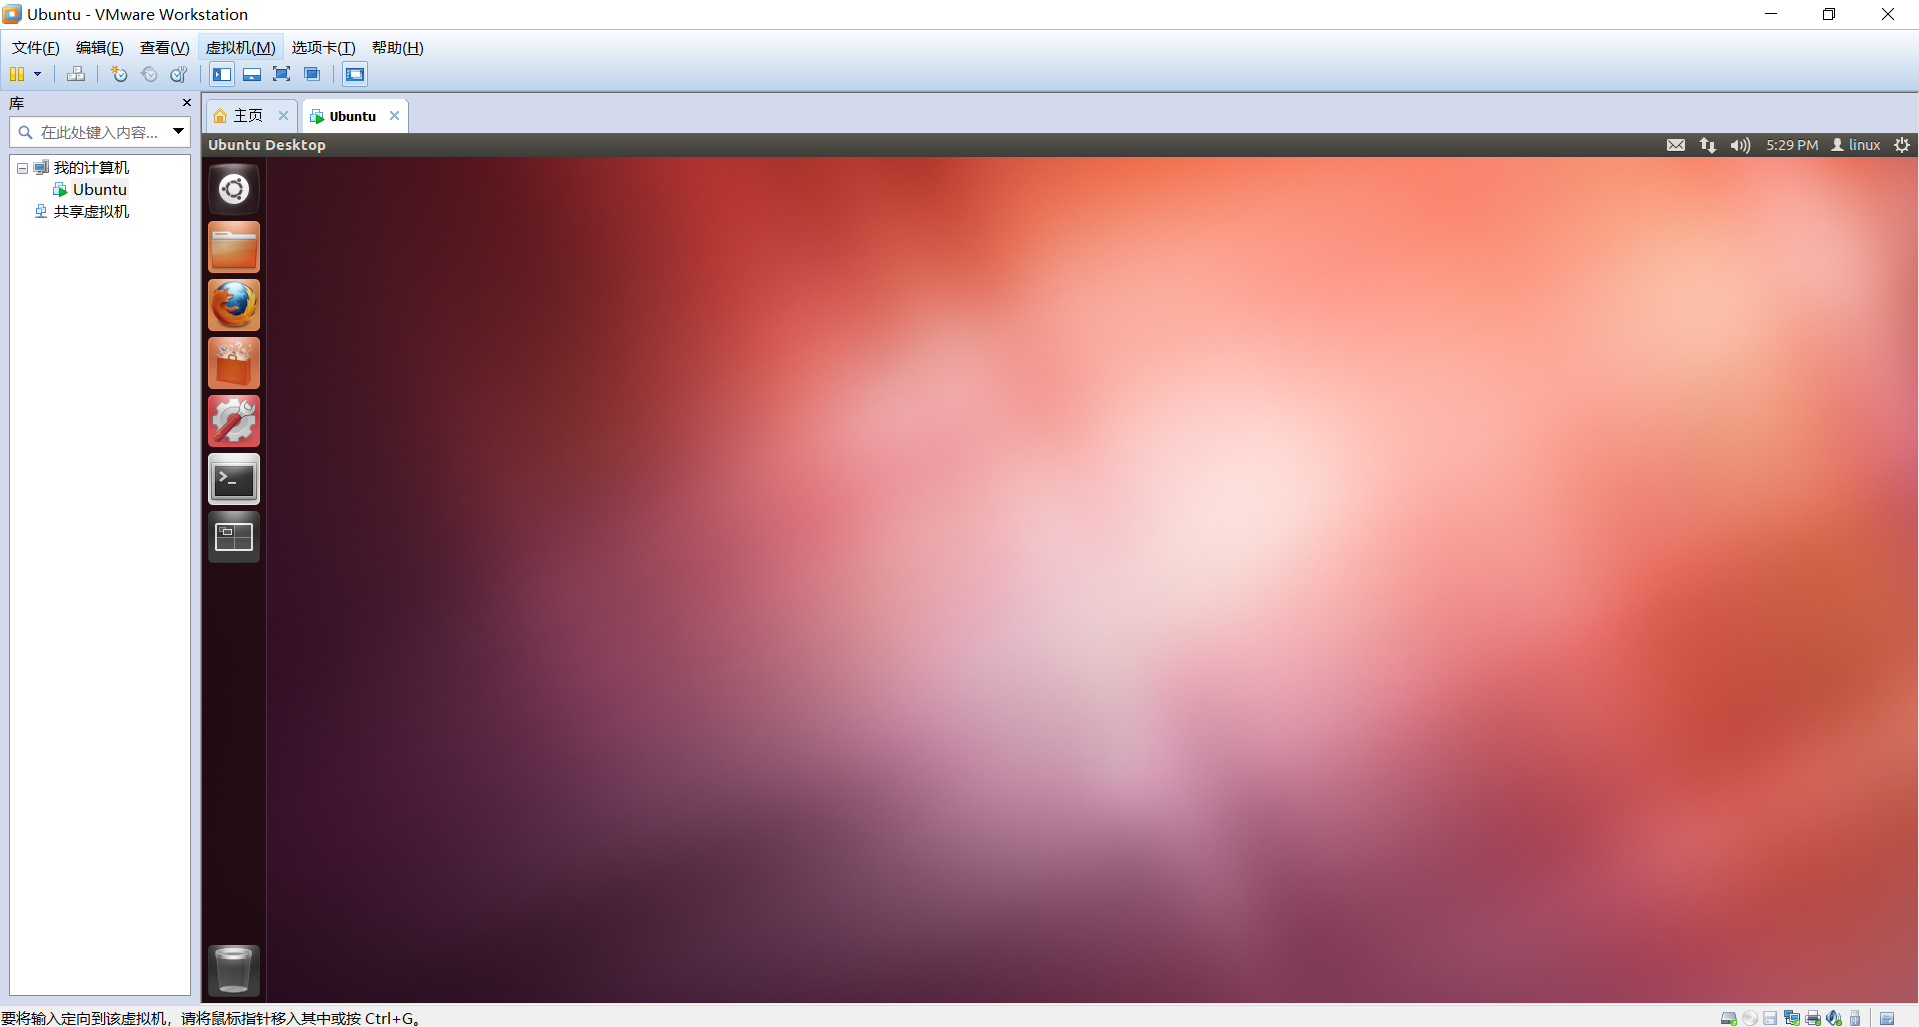 Ubuntu - VMware Workstation
文件(F) 编辑(E) 查看(V) 虚拟机(M) 选项卡(T) 帮助(H)
库
在此处键入内容...
我的计算机
Ubuntu
共享虚拟机
主页
Ubuntu
Ubuntu Desktop
5:29 PM linux
要将输入定向到该虚拟机，请将鼠标指针移入其中或按 Ctrl+G。